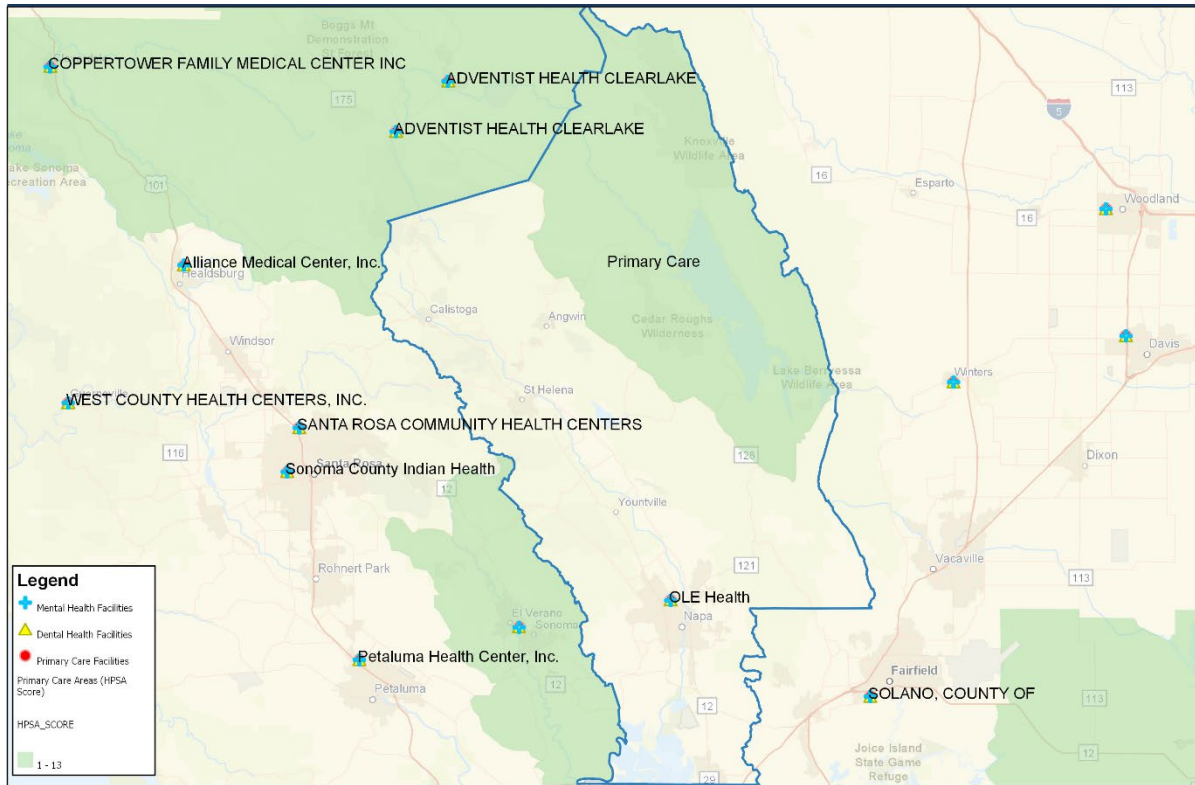 Boggs Mt
Demonstration
St Forest
COPPERTOWER FAMILY MEDICAL CENTER INC
ADVENTIST HEALTH CLEARLAKE
113
175
5
ADVENTIST HEALTH CLEARLAKE
Knoxville
Wildlife Area
Lake Sonoma
Recreation Area
101
16
Esparto
16
Woodland
Alliance Medical Center, Inc.
Healdsburg
Primary Care
Calistoga
Angwin
Cedar Roughs
Wilderness
Windsor
Davis
Lake Berryessa
Wildlife Area
Winters
St Helena
WEST COUNTY HEALTH CENTERS, INC.
SANTA ROSA COMMUNITY HEALTH CENTERS
116
128
Dixon
Sonoma County Indian Health
Santa Rosa
12
Yountville
Vacaville
121
113
Rohnert Park
OLE Health
Napa
El Verano
Sonoma
Petaluma Health Center, Inc.
Petaluma
12
12
Fairfield
SOLANO, COUNTY OF
113
12
Joice Island
State Game
Refuge
29
Legend
Mental Health Facilities
Dental Health Facilities
Primary Care Facilities
Primary Care Areas (HPSA
Score)
HPSA_SCORE
1 - 13